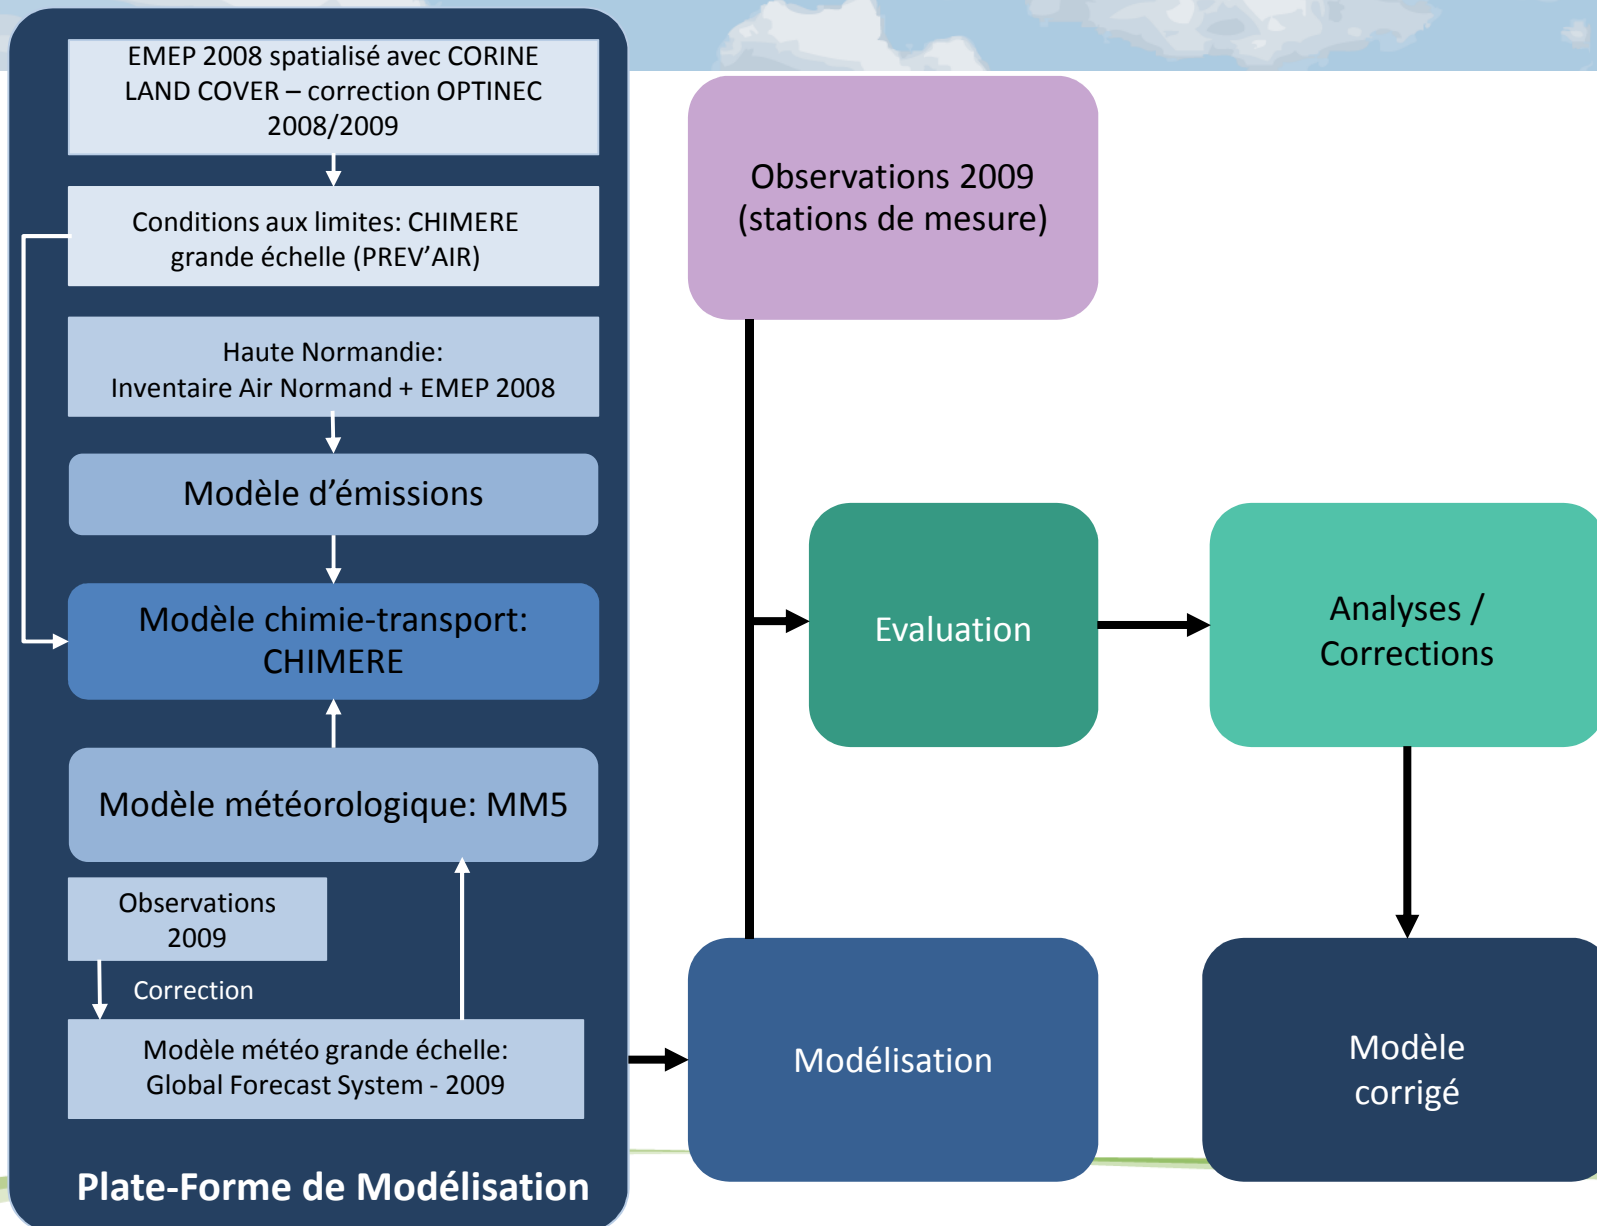 EMEP 2008 spatialisé avec CORINE
LAND COVER – correction OPTINEC
2008/2009
Conditions aux limites: CHIMERE
grande échelle (PREV’AIR)
Haute Normandie:
Inventaire Air Normand + EMEP 2008
Modèle d’émissions
Modèle chimie-transport:
CHIMERE
Modèle météorologique: MM5
Observations
2009
Correction
Modèle météo grande échelle:
Global Forecast System - 2009
Plate-Forme de Modélisation
Observations 2009
(stations de mesure)
Evaluation
Analyses /
Corrections
Modélisation
Modèle
corrigé